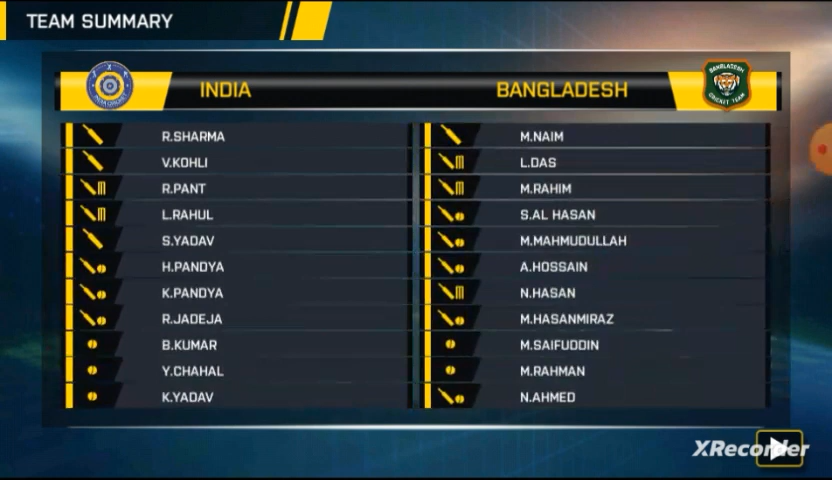 TEAM SUMMARY
INDIA
BANGLADESH
R.SHARMA
M.NAIM
V.KOHLI
L.DAS
R.PANT
M.RAHIM
L.RAHUL
S.AL HASAN
S.YADAV
M.MAHMUDULLAH
H.PANDYA
A.HOSSAIN
K.PANDYA
N.HASAN
R.JADEJA
M.HASANMIRAZ
B.KUMAR
M.SAIFUDDIN
Y.CHAHAL
M.RAHMAN
K.YADAV
N.AHMED
XRecorder